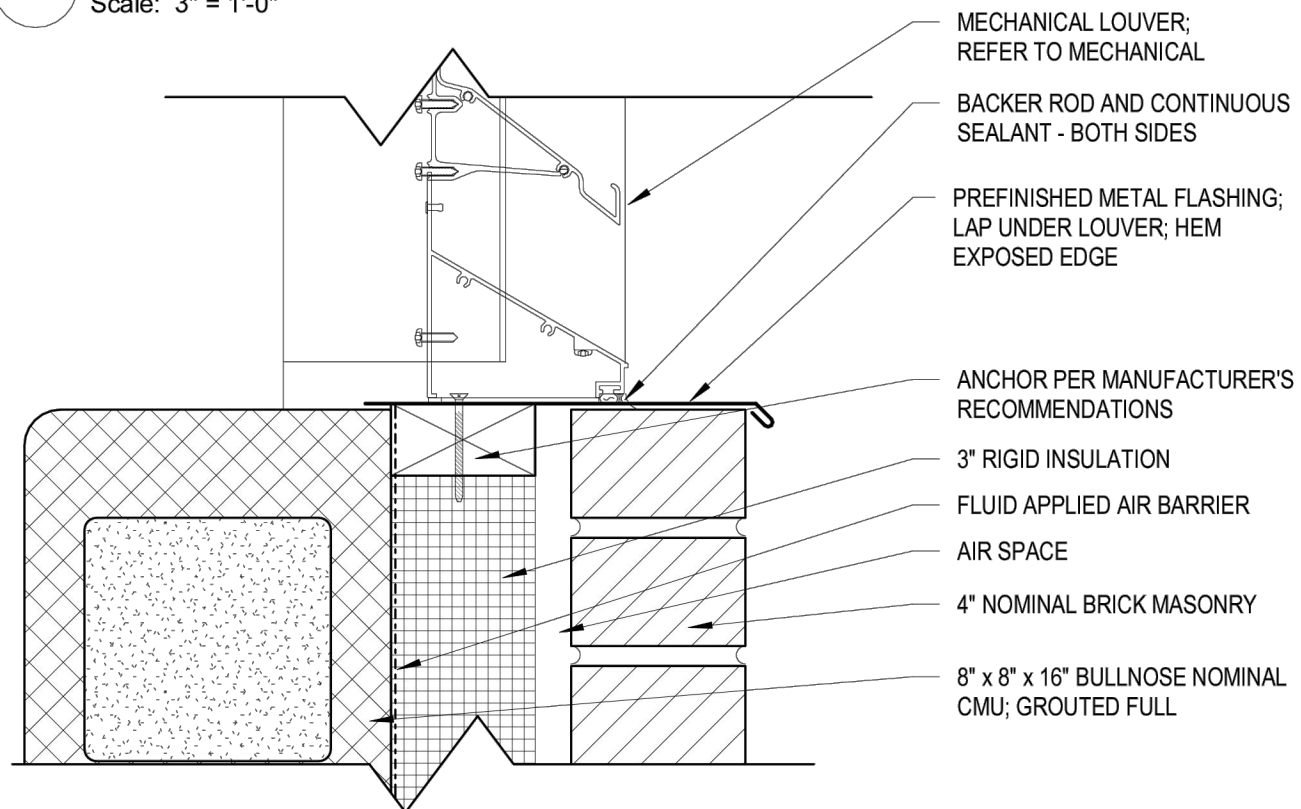 Scale: 3" = 1'-0"
MECHANICAL LOUVER;
REFER TO MECHANICAL
BACKER ROD AND CONTINUOUS
SEALANT - BOTH SIDES
PREFINISHED METAL FLASHING;
LAP UNDER LOUVER; HEM
EXPOSED EDGE
ANCHOR PER MANUFACTURER'S
RECOMMENDATIONS
3" RIGID INSULATION
FLUID APPLIED AIR BARRIER
AIR SPACE
4" NOMINAL BRICK MASONRY
8" x 8" x 16" BULLNOSE NOMINAL
CMU; GROUTED FULL